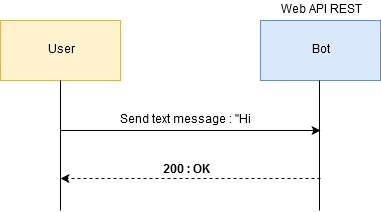 Web API REST
User
Bot
Send text message : "Hi
200 : OK